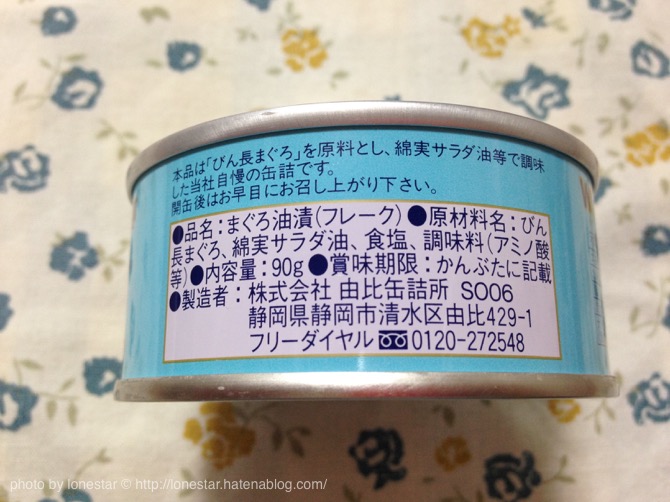 本品は「びん長まぐろ」を原料とし、綿実サラダ油等で調味
した当社自慢の缶詰です。
開缶後はお早目にお召し上がり下さい。
●品名：まぐろ油漬（フレーク）●原材料名：びん
長まぐろ、綿実サラダ油、食塩、調味料（アミノ酸
等）●内容量：90g●賞味期限：かんぶたに記載
●製造者：株式会社 由比缶詰所 SO06
静岡県静岡市清水区由比429-1
フリーダイヤル 0120-272548
photo by lonestar © http://lonestar.hatenablog.com/